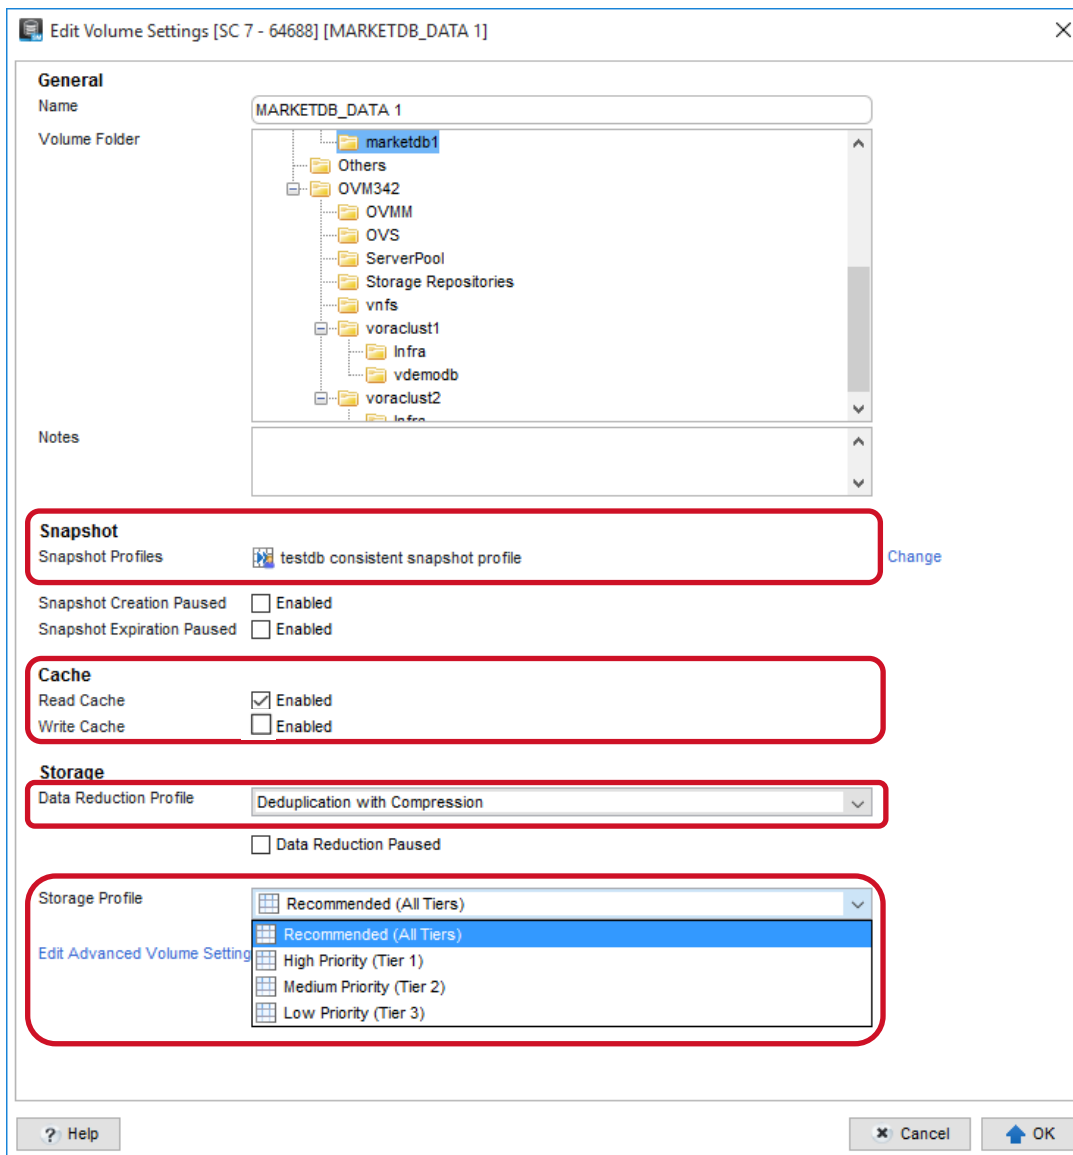 Edit Volume Settings [SC 7 - 64688] [MARKETDB_DATA 1]
General
Name
MARKETDB_DATA 1
Volume Folder
marketdb1
Others
OVM342
OVMM
OVS
ServerPool
Storage Repositories
vnfs
voraclust1
Infra
vdemodb
voraclust2
Infra
Notes
Snapshot
Snapshot Profiles testdb consistent snapshot profile Change
Snapshot Creation Paused Enabled
Snapshot Expiration Paused Enabled
Cache
Read Cache Enabled
Write Cache Enabled
Storage
Data Reduction Profile Deduplication with Compression
Data Reduction Paused
Storage Profile Recommended (All Tiers)
Recommended (All Tiers)
Edit Advanced Volume Setting
High Priority (Tier 1)
Medium Priority (Tier 2)
Low Priority (Tier 3)
? Help Cancel OK